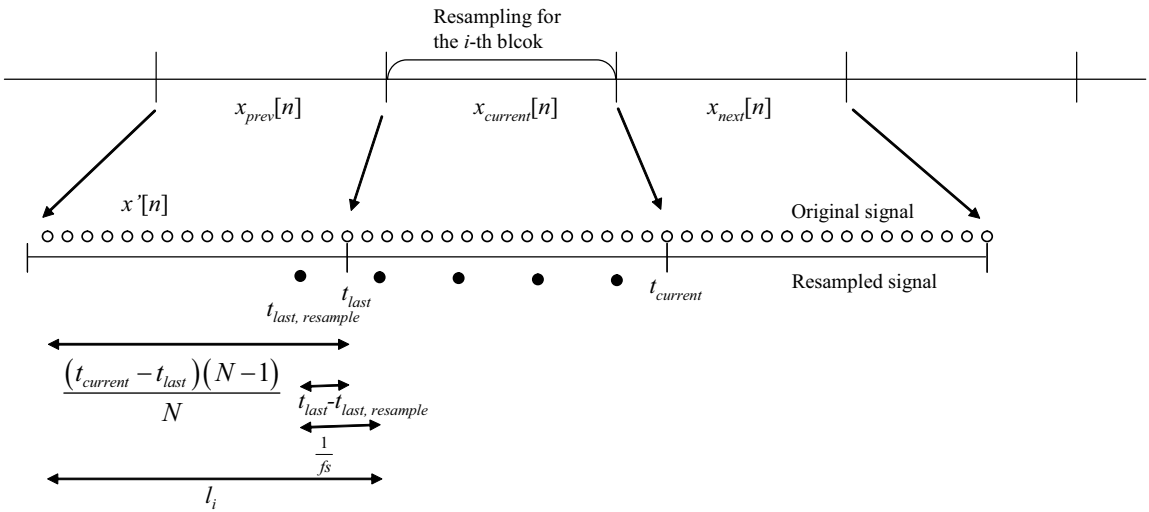 Resampling for
the i-th blcok
x_prev[n]
x_current[n]
x_next[n]
x'[n]
Original signal
Resampled signal
t_last
t_current
t_last, resample
(t_current − t_last)(N−1)
N
t_last-t_last, resample
1
fs
l_i